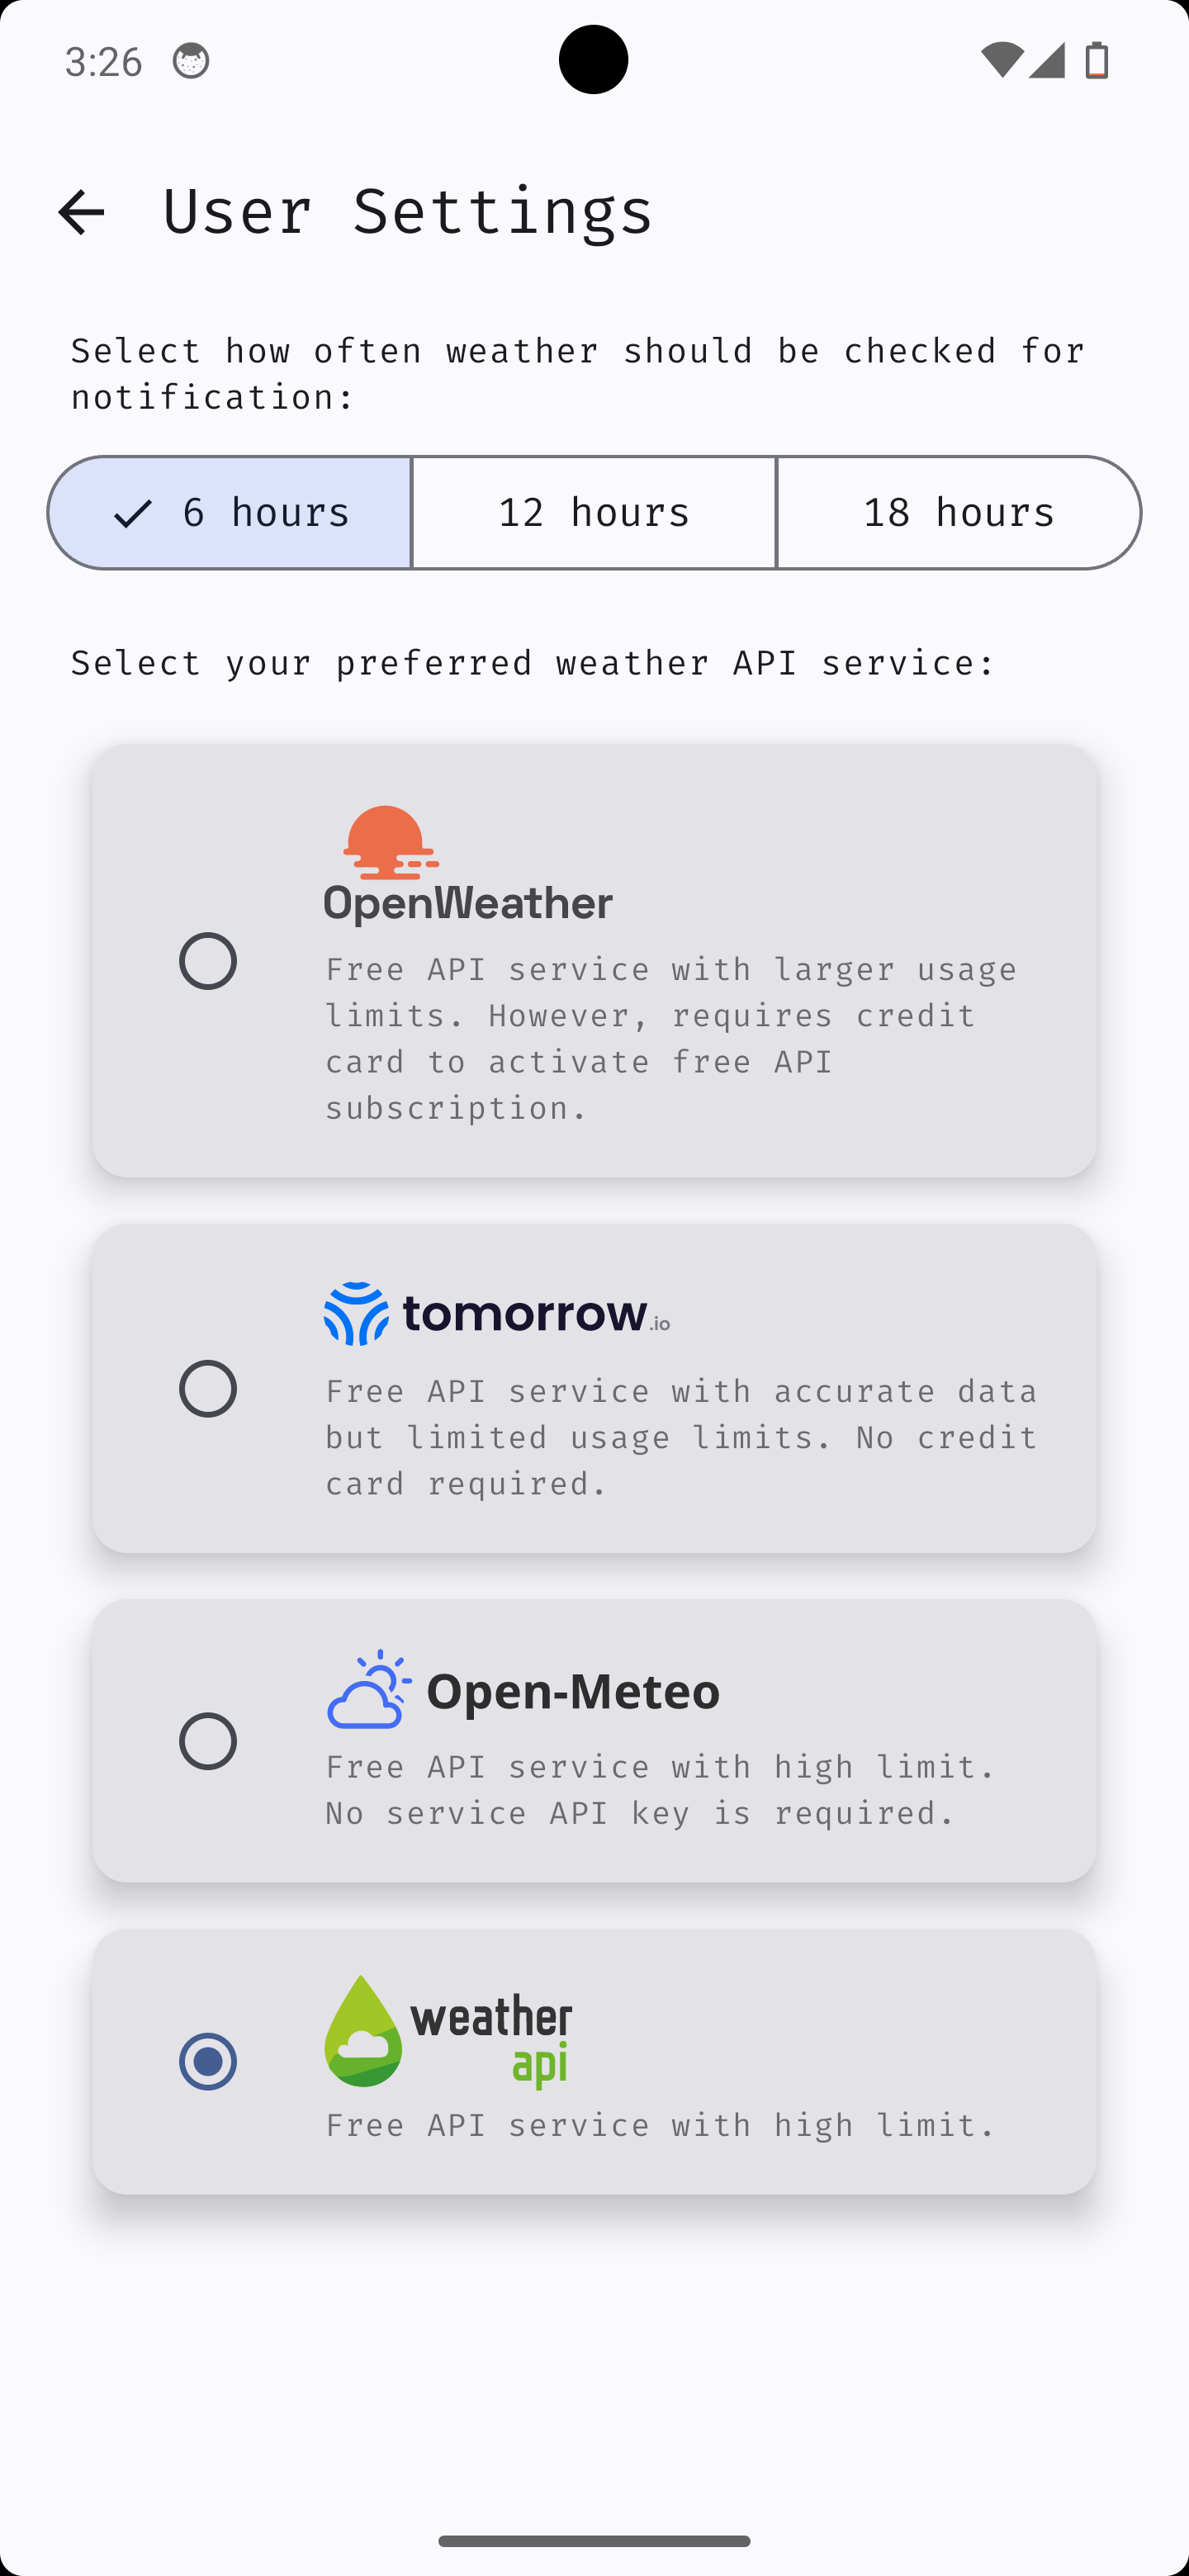 3:26
User Settings
Select how often weather should be checked for
notification:
6 hours
12 hours
18 hours
Select your preferred weather API service:
OpenWeather
Free API service with larger usage
limits. However, requires credit
card to activate free API
subscription.
tomorrow.io
Free API service with accurate data
but limited usage limits. No credit
card required.
Open-Meteo
Free API service with high limit.
No service API key is required.
weather
api
Free API service with high limit.